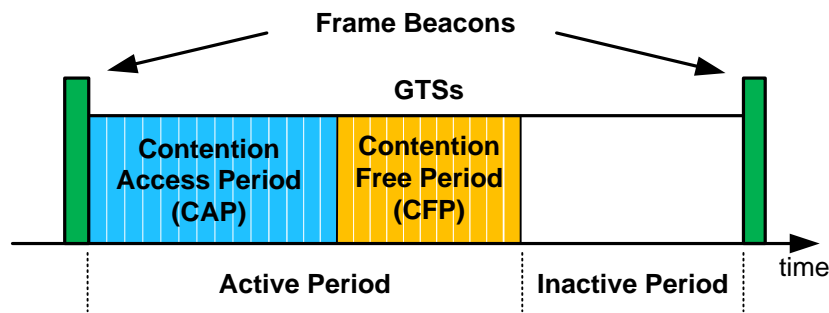 Frame Beacons
GTSs
Contention
Access Period
(CAP)
Contention
Free Period
(CFP)
time
Active Period
Inactive Period